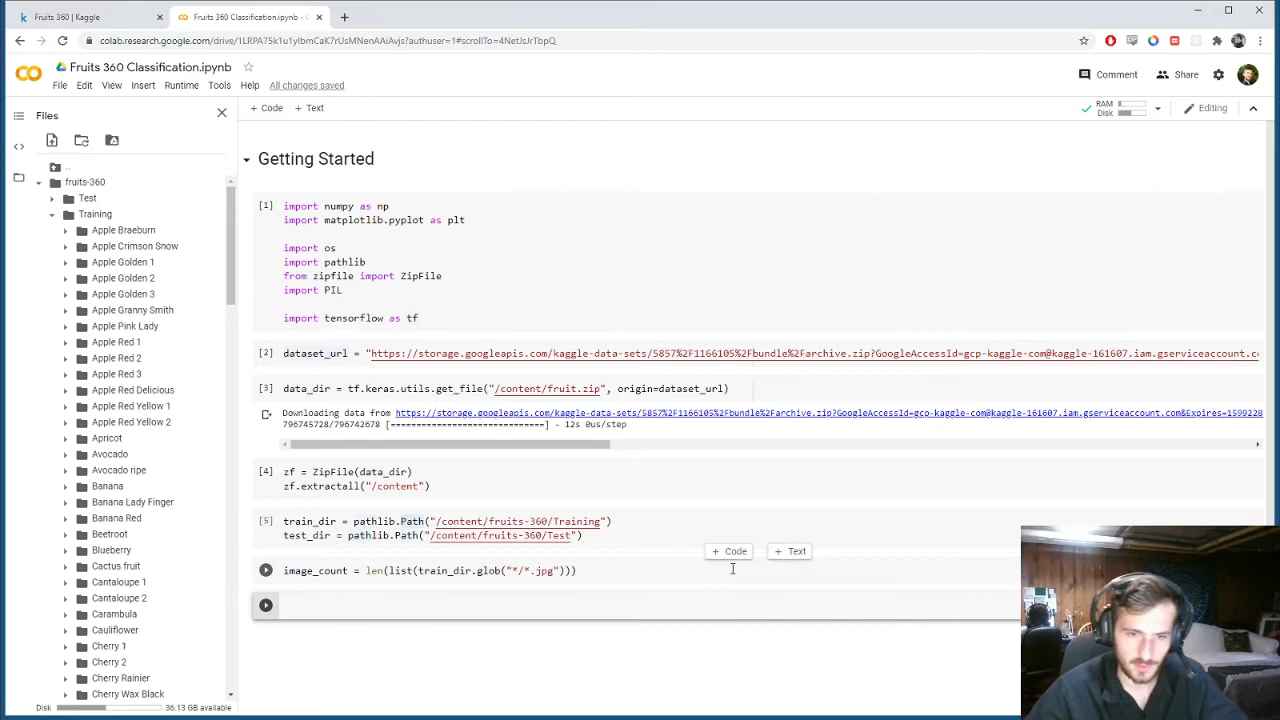 Fruits 360 | Kaggle
Fruits 360 Classification.ipynb - C
colab.research.google.com/drive/1LRPA75k1u1yIbmCaK7rUsMNenAAiAvjs?authuser=1#scrollTo=4NetJsJrTbpQ
Fruits 360 Classification.ipynb
File Edit View Insert Runtime Tools Help All changes saved
Comment Share
Files
+ Code + Text
RAM
Disk
Editing
..
fruits-360
Test
Training
Apple Braeburn
Apple Crimson Snow
Apple Golden 1
Apple Golden 2
Apple Golden 3
Apple Granny Smith
Apple Pink Lady
Apple Red 1
Apple Red 2
Apple Red 3
Apple Red Delicious
Apple Red Yellow 1
Apple Red Yellow 2
Apricot
Avocado
Avocado ripe
Banana
Banana Lady Finger
Banana Red
Beetroot
Blueberry
Cactus fruit
Cantaloupe 1
Cantaloupe 2
Carambula
Cauliflower
Cherry 1
Cherry 2
Cherry Rainier
Cherry Wax Black
Disk 36.13 GB available
Getting Started
[1] import numpy as np
import matplotlib.pyplot as plt
import os
import pathlib
from zipfile import ZipFile
import PIL
import tensorflow as tf
[2] dataset_url = "https://storage.googleapis.com/kaggle-data-sets/5857%2F1166105%2Fbundle%2Farchive.zip?GoogleAccessId=gcp-kaggle-com@kaggle-161607.iam.gserviceaccount.c
[3] data_dir = tf.keras.utils.get_file("/content/fruit.zip", origin=dataset_url)
Downloading data from https://storage.googleapis.com/kaggle-data-sets/5857%2F1166105%2Fbundle%2Farchive.zip?GoogleAccessId=gcp-kaggle-com@kaggle-161607.iam.gserviceaccount.com&Expires=1599228
796745728/796742678 [==============================] - 12s 0us/step
[4] zf = ZipFile(data_dir)
zf.extractall("/content")
[5] train_dir = pathlib.Path("/content/fruits-360/Training")
test_dir = pathlib.Path("/content/fruits-360/Test")
+ Code + Text
image_count = len(list(train_dir.glob("*/*.jpg")))